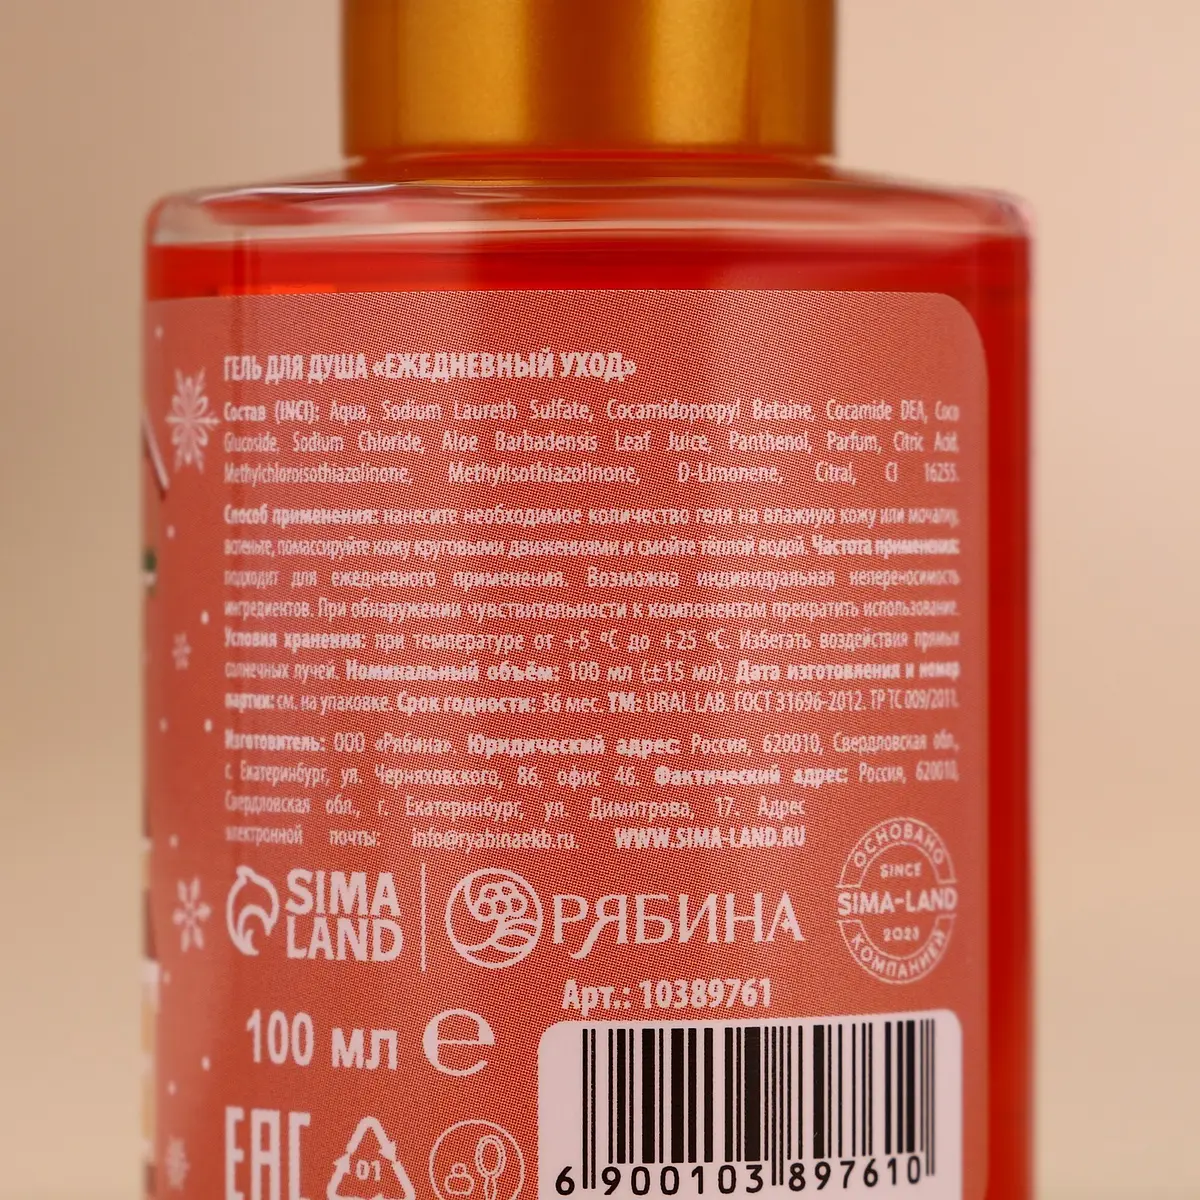 ГЕЛЬ ДЛЯ ДУША «ЕЖЕДНЕВНЫЙ УХОД»
Состав (INCI): Aqua, Sodium Laureth Sulfate, Cocamidopropyl Betaine, Cocamide DEA, Coco
Glucoside, Sodium Chloride, Aloe Barbadensis Leaf Juice, Panthenol, Parfum, Citric Acid,
Methylchloroisothiazolinone, Methylisothiazolinone, D-Limonene, Citral, CI 16255.
Способ применения: нанесите необходимое количество геля на влажную кожу или мочалку,
вспеньте, помассируйте кожу круговыми движениями и смойте тёплой водой. Частота применения:
подходит для ежедневного применения. Возможна индивидуальная непереносимость
ингредиентов. При обнаружении чувствительности к компонентам прекратить использование.
Условия хранения: при температуре от +5 °C до +25 °C. Избегать воздействия прямых
солнечных лучей. Номинальный объём: 100 мл (±15 мл). Дата изготовления и номер
партии: см. на упаковке. Срок годности: 36 мес. ТМ: URAL LAB. ГОСТ 31696-2012. ТР ТС 009/2011.
Изготовитель: ООО «Рябина». Юридический адрес: Россия, 620010, Свердловская обл.,
г. Екатеринбург, ул. Черняховского, 86, офис 46. Фактический адрес: Россия, 620010,
Свердловская обл., г. Екатеринбург, ул. Димитрова, 17. Адрес
электронной почты: info@ryabinaekb.ru. WWW.SIMA-LAND.RU
SIMA
LAND
РЯБИНА
ОСНОВАНО
SINCE
SIMA-LAND
2023
КОМПАНИЕЙ
Арт.: 10389761
100 мл e
EAC
01
6 900103 897610